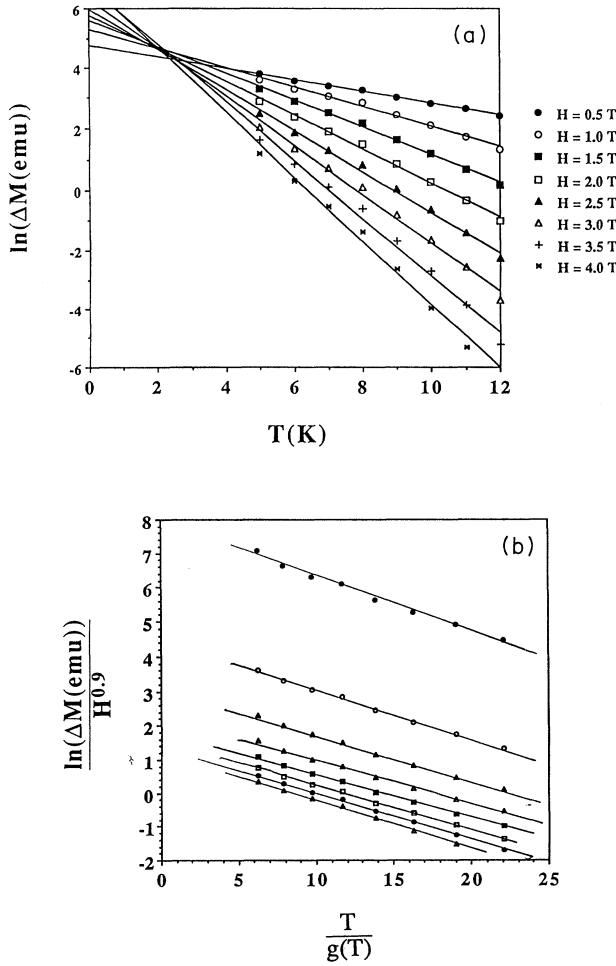 6
4
2
0
-2
-4
-6
0 2 4 6 8 10 12
ln(ΔM(emu))
T(K)
(a)
H = 0.5 T
H = 1.0 T
H = 1.5 T
H = 2.0 T
H = 2.5 T
H = 3.0 T
H = 3.5 T
H = 4.0 T
8
7
6
5
4
3
2
1
0
-1
-2
0 5 10 15 20 25
ln(ΔM(emu))
H^0.9
T
g(T)
(b)